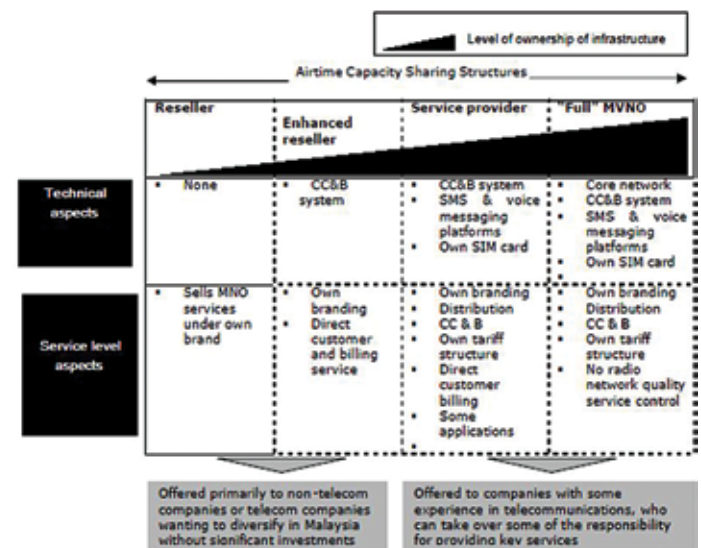 Level of ownership of infrastructure
Airtime Capacity Sharing Structures
Reseller
Enhanced
reseller
Service provider
"Full" MVNO
Technical
aspects
▪ None
▪ CC&B
system
▪ CC&B system
▪ SMS & voice
messaging
platforms
▪ Own SIM card
▪ Core network
▪ CC&B system
▪ SMS & voice
messaging
platforms
▪ Own SIM card
▪
Service level
aspects
▪ Sells MNO
services
under own
brand
▪ Own
branding
▪ Direct
customer
and billing
service
▪ Own branding
▪ Distribution
▪ CC & B
▪ Own tariff
structure
▪ Direct
customer
billing
▪ Some
applications
▪
▪ Own branding
▪ Distribution
▪ CC & B
▪ Own tariff
structure
▪ No radio
network quality
service control
Offered primarily to non-telecom
companies or telecom companies
wanting to diversify in Malaysia
without significant investments
Offered to companies with some
experience in telecommunications, who
can take over some of the responsibility
for providing key services